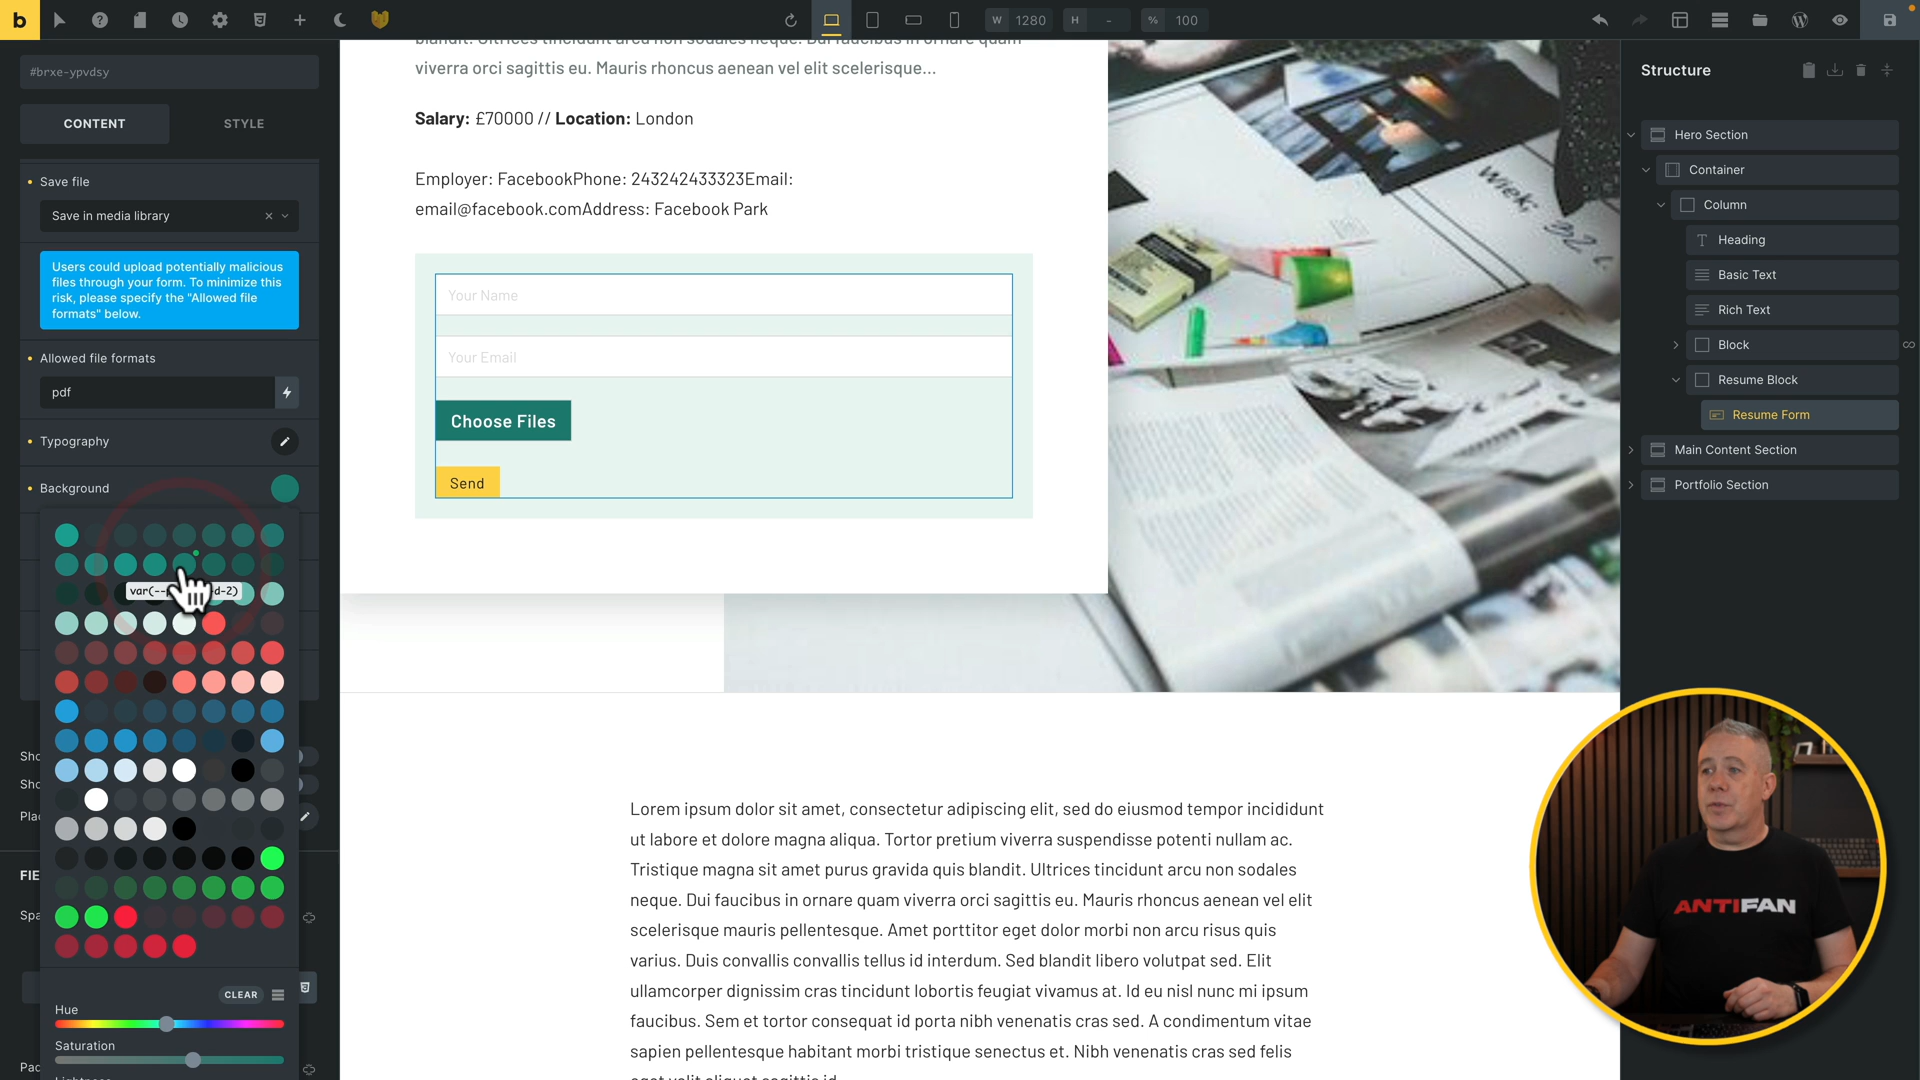 b
W 1280 H - % 100
#brxe-ypvdsy
CONTENT STYLE
Save file
Save in media library
Users could upload potentially malicious
files through your form. To minimize this
risk, please specify the "Allowed file
formats" below.
Allowed file formats
pdf
Typography
Background
CLEAR
Hue
Saturation
viverra orci sagittis eu. Mauris rhoncus aenean vel elit scelerisque...
Salary: £70000 // Location: London
Employer: FacebookPhone: 243242433323Email:
email@facebook.comAddress: Facebook Park
Your Name
Your Email
Choose Files
Send
Lorem ipsum dolor sit amet, consectetur adipiscing elit, sed do eiusmod tempor incididunt
ut labore et dolore magna aliqua. Tortor pretium viverra suspendisse potenti nullam ac.
Tristique magna sit amet purus gravida quis blandit. Ultrices tincidunt arcu non sodales
neque. Dui faucibus in ornare quam viverra orci sagittis eu. Mauris rhoncus aenean vel elit
scelerisque mauris pellentesque. Amet porttitor eget dolor morbi non arcu risus quis
varius. Duis convallis convallis tellus id interdum. Sed blandit libero volutpat sed. Elit
ullamcorper dignissim cras tincidunt lobortis feugiat vivamus at. Id eu nisl nunc mi ipsum
faucibus. Sem et tortor consequat id porta nibh venenatis cras sed. A condimentum vitae
sapien pellentesque habitant morbi tristique senectus et. Nibh venenatis cras sed felis
Structure
Hero Section
Container
Column
Heading
Basic Text
Rich Text
Block
Resume Block
Resume Form
Main Content Section
Portfolio Section
ANTIFAN